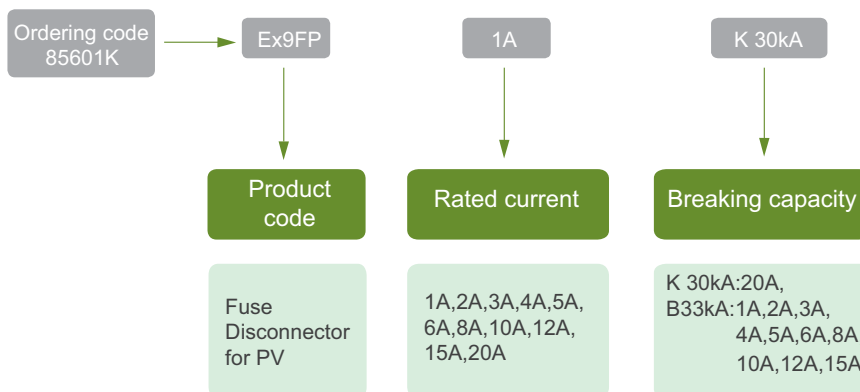 Ordering code
85601K
Ex9FP
1A
K 30kA
Product
code
Rated current
Breaking capacity
Fuse
Disconnector
for PV
1A,2A,3A,4A,5A,
6A,8A,10A,12A,
15A,20A
K 30kA:20A,
B33kA:1A,2A,3A,
4A,5A,6A,8A
10A,12A,15A